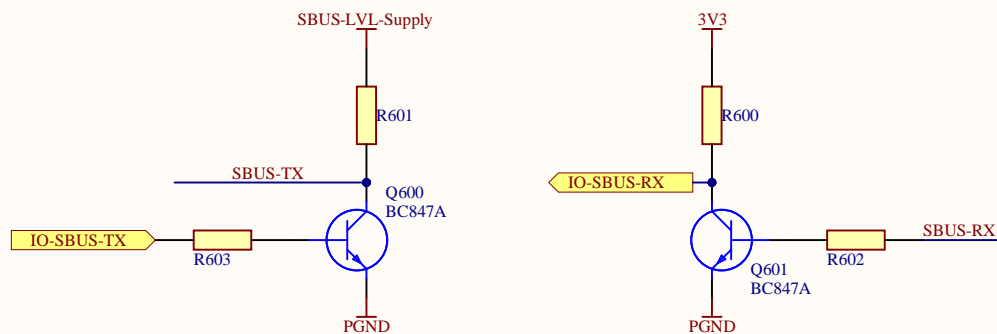 SBUS-LVL-Supply
R601
SBUS-TX
Q600
BC847A
IO-SBUS-TX
R603
PGND
3V3
R600
IO-SBUS-RX
SBUS-RX
R602
Q601
BC847A
PGND